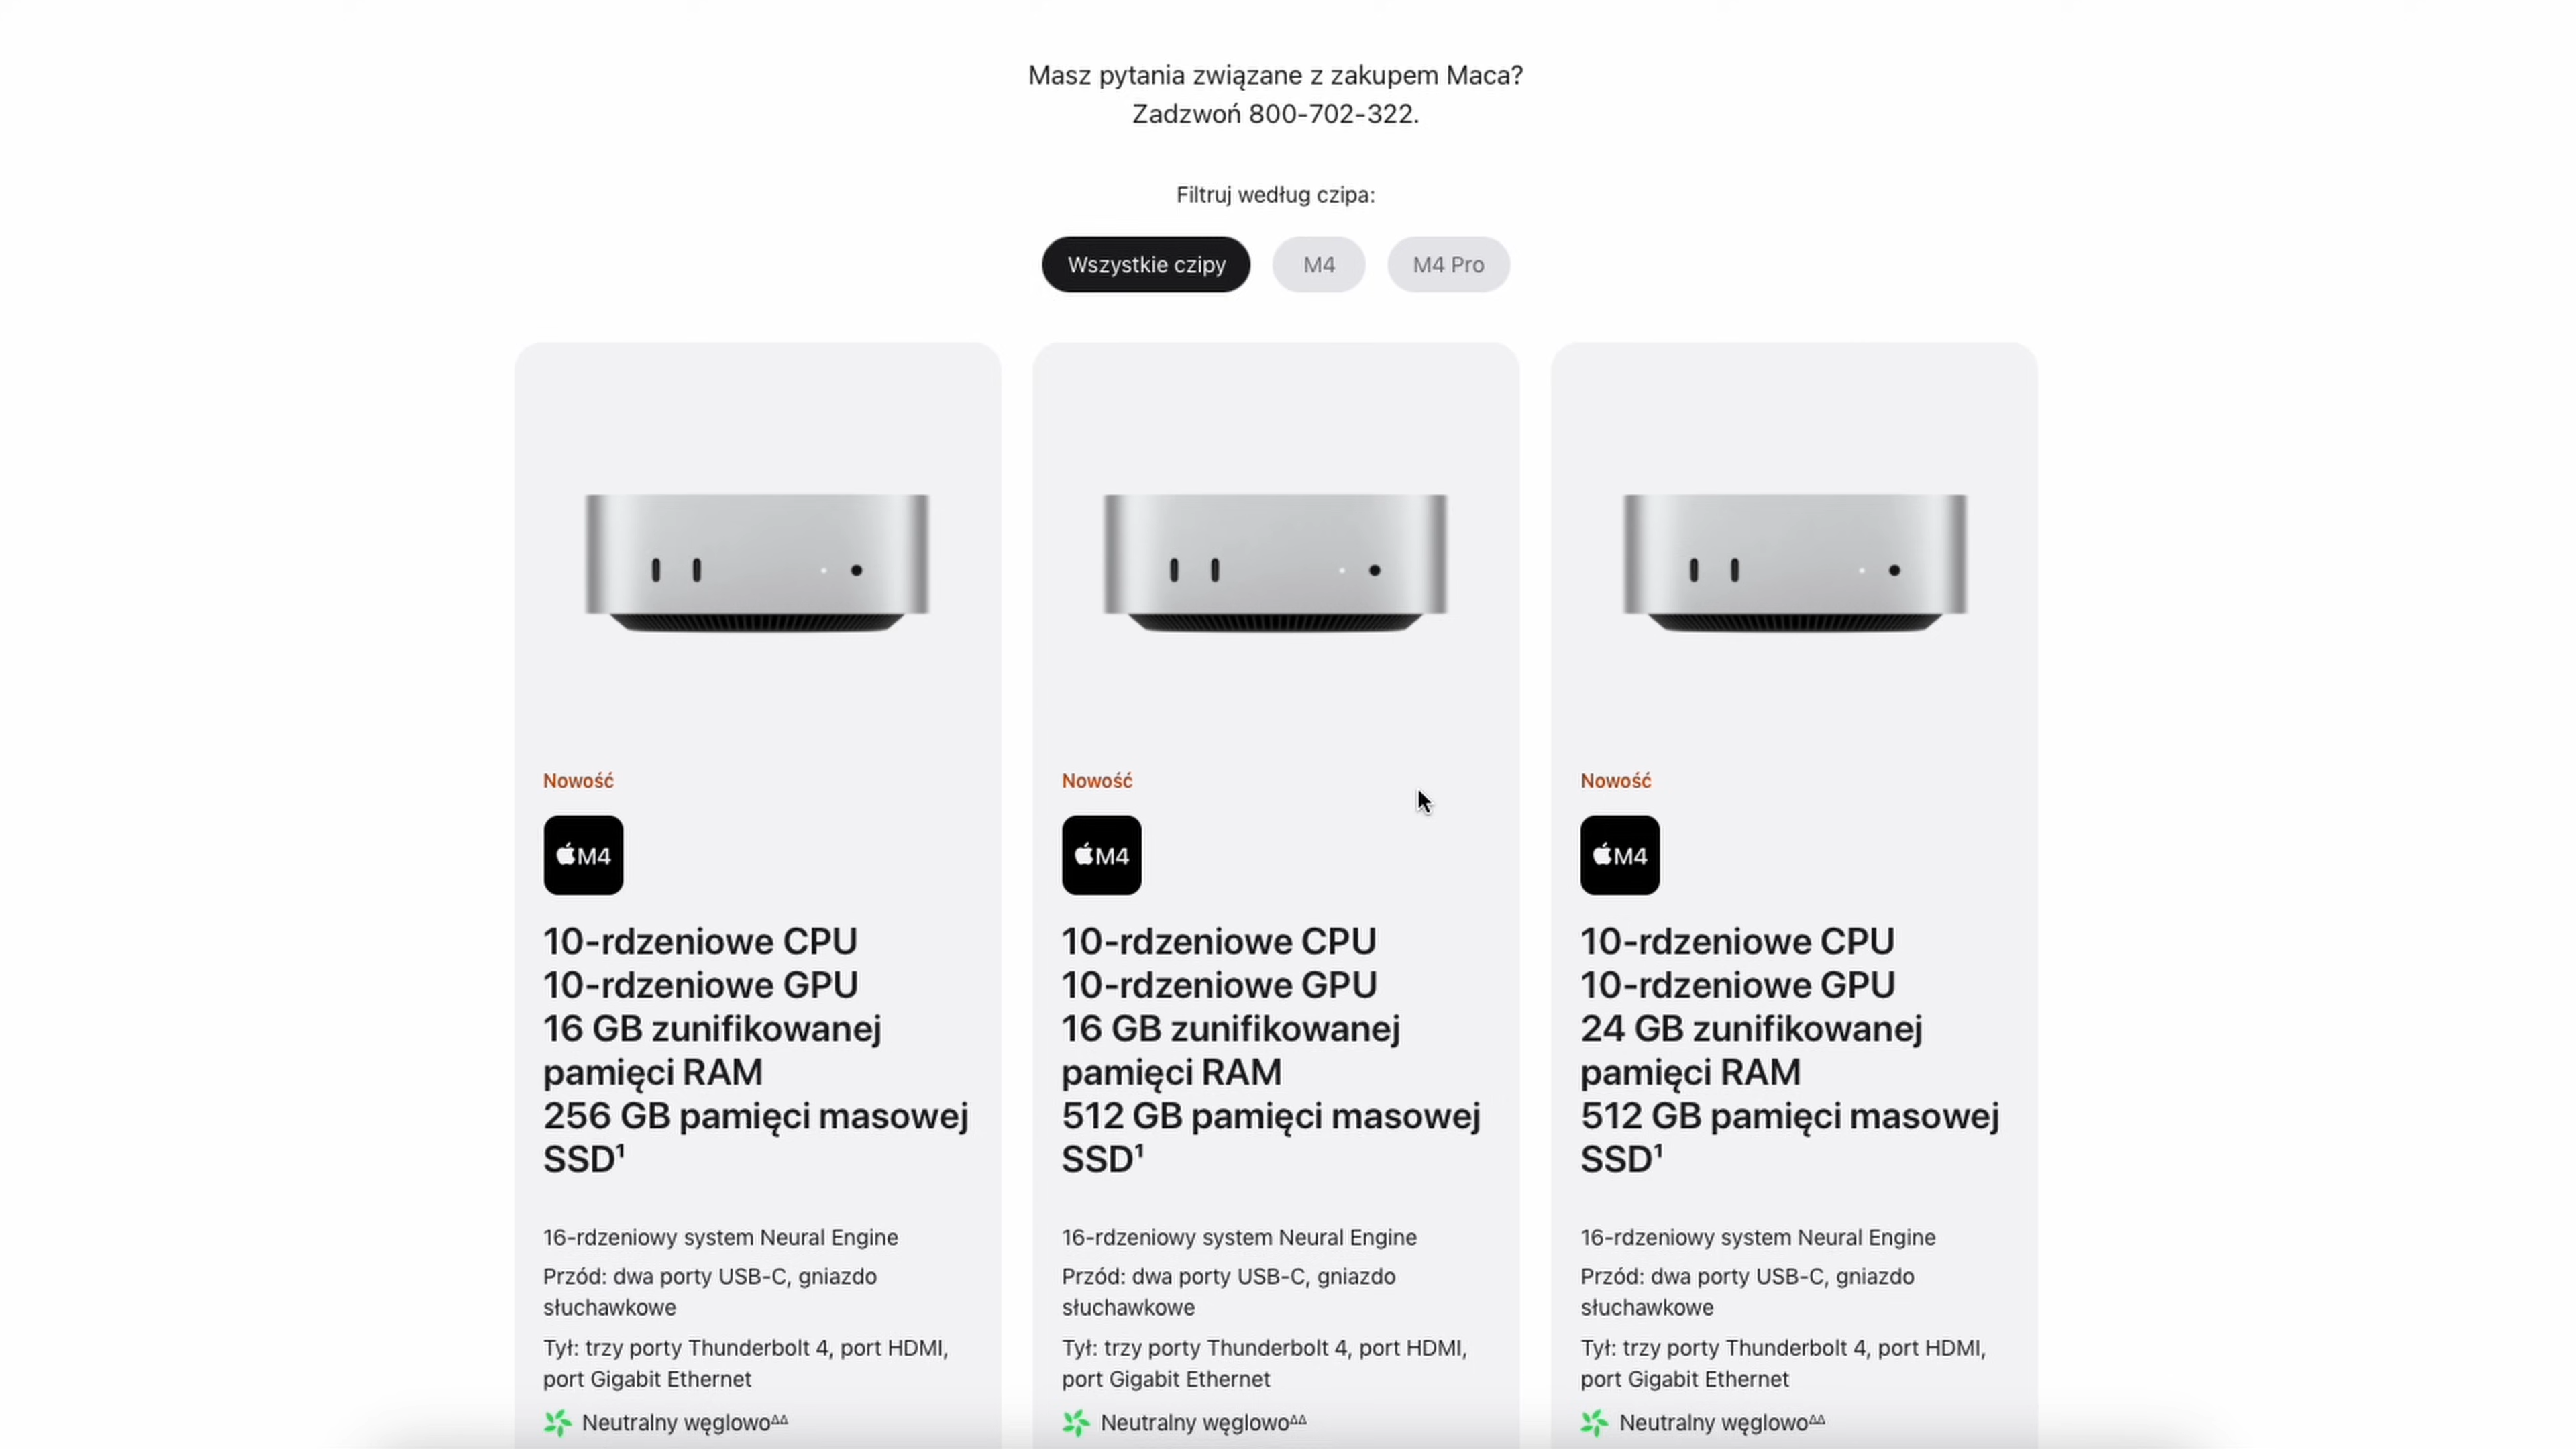 Masz pytania związane z zakupem Maca?
Zadzwoń 800-702-322.
Filtruj według czipa:
Wszystkie czipy
M4
M4 Pro
Nowość
M4
10-rdzeniowe CPU
10-rdzeniowe GPU
16 GB zunifikowanej
pamięci RAM
256 GB pamięci masowej
SSD¹
16-rdzeniowy system Neural Engine
Przód: dwa porty USB-C, gniazdo
słuchawkowe
Tył: trzy porty Thunderbolt 4, port HDMI,
port Gigabit Ethernet
Neutralny węglowo∆∆
Nowość
M4
10-rdzeniowe CPU
10-rdzeniowe GPU
16 GB zunifikowanej
pamięci RAM
512 GB pamięci masowej
SSD¹
16-rdzeniowy system Neural Engine
Przód: dwa porty USB-C, gniazdo
słuchawkowe
Tył: trzy porty Thunderbolt 4, port HDMI,
port Gigabit Ethernet
Neutralny węglowo∆∆
Nowość
M4
10-rdzeniowe CPU
10-rdzeniowe GPU
24 GB zunifikowanej
pamięci RAM
512 GB pamięci masowej
SSD¹
16-rdzeniowy system Neural Engine
Przód: dwa porty USB-C, gniazdo
słuchawkowe
Tył: trzy porty Thunderbolt 4, port HDMI,
port Gigabit Ethernet
Neutralny węglowo∆∆